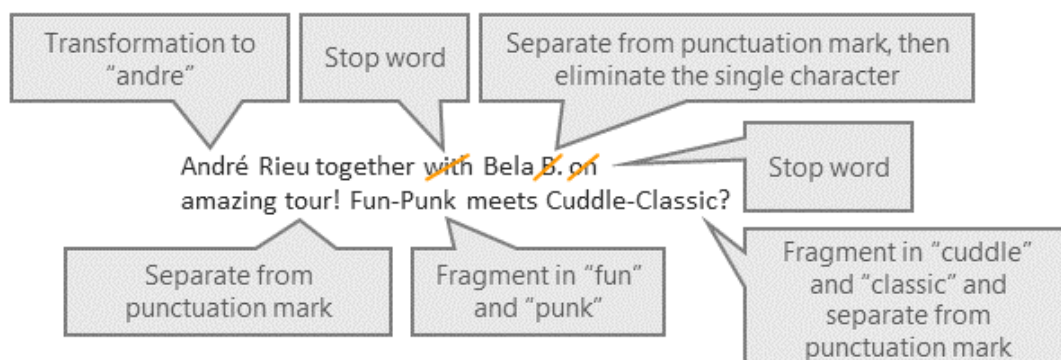 Transformation to
“andre”
Stop word
Separate from punctuation mark, then
eliminate the single character
André Rieu together with Bela B. on
amazing tour! Fun-Punk meets Cuddle-Classic?
Stop word
Separate from
punctuation mark
Fragment in “fun”
and “punk”
Fragment in “cuddle”
and “classic” and
separate from
punctuation mark